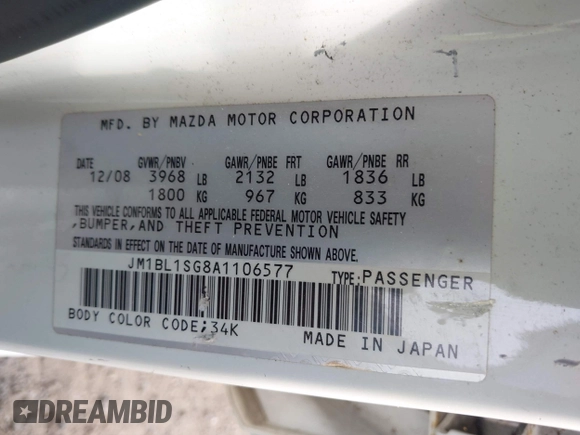 MFD. BY MAZDA MOTOR CORPORATION
DATE GVWR/PNBV GAWR/PNBE FRT GAWR/PNBE RR
12/08 3968 LB 2132 LB 1836 LB
1800 KG 967 KG 833 KG
THIS VEHICLE CONFORMS TO ALL APPLICABLE FEDERAL MOTOR VEHICLE SAFETY
,BUMPER,AND THEFT PREVENTION
STANDARDS IN EFFECT ON THE DATE OF MANUFACTURE SHOWN ABOVE.
JM1BL1SG8A1106577 TYPE:PASSENGER
BODY COLOR CODE:34K MADE IN JAPAN
DREAMBID